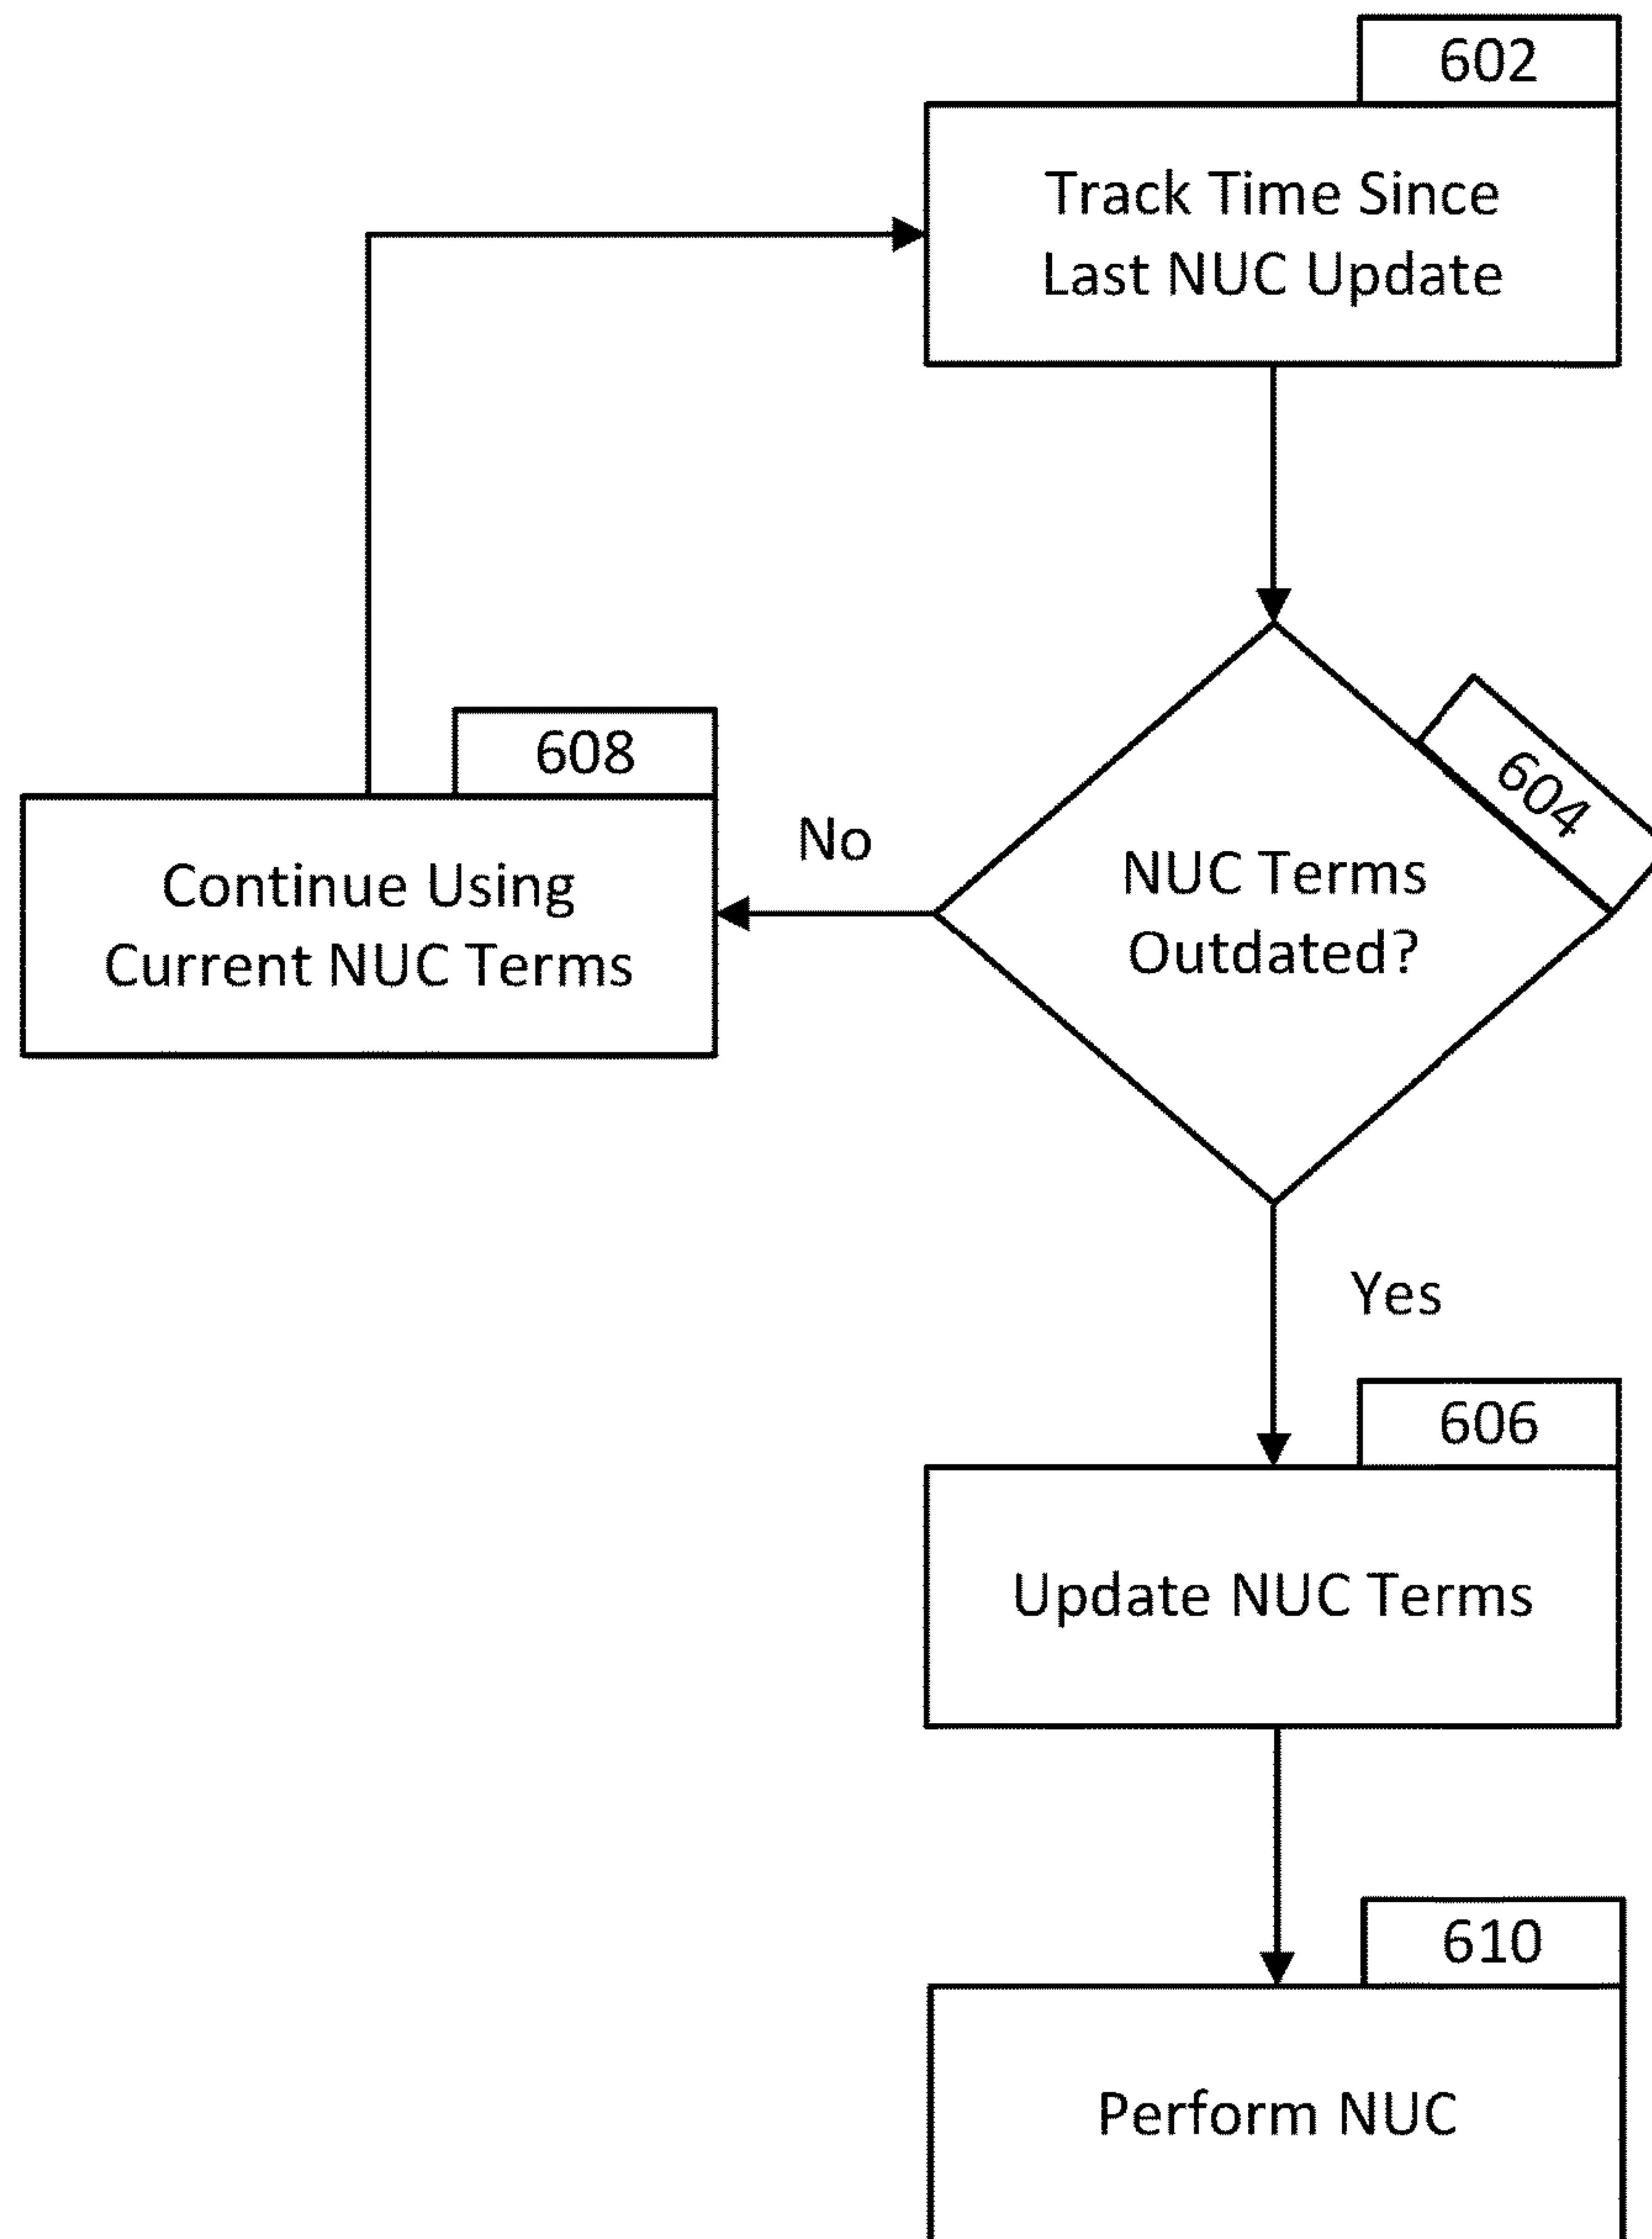 602
Track Time Since
Last NUC Update
604
NUC Terms
Outdated?
No
608
Continue Using
Current NUC Terms
Yes
606
Update NUC Terms
610
Perform NUC